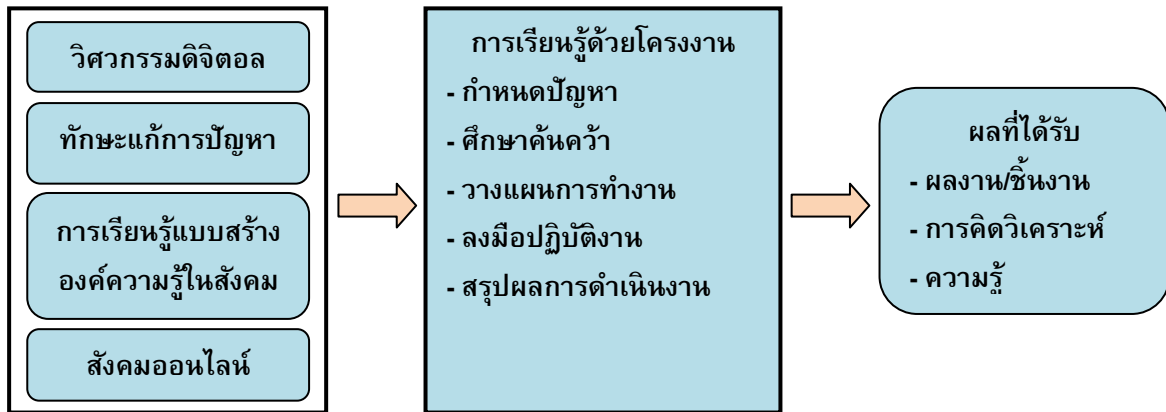 วิศวกรรมดิจิตอล
ทักษะแก้การปัญหา
การเรียนรู้แบบสร้าง
องค์ความรู้ในสังคม
สังคมออนไลน์
การเรียนรู้ด้วยโครงงาน
- กำหนดปัญหา
- ศึกษาค้นคว้า
- วางแผนการทำงาน
- ลงมือปฏิบัติงาน
- สรุปผลการดำเนินงาน
ผลที่ได้รับ
- ผลงาน/ชิ้นงาน
- การคิดวิเคราะห์
- ความรู้